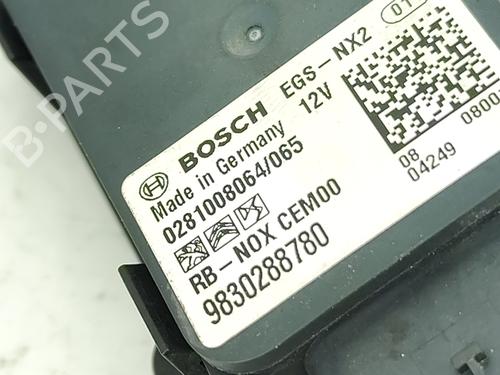 B-PARTS
BOSCH EGS-NX2 01
Made in Germany 12V
0281008064/065
08 0800
04249
RB-NOX CEM00
9830288780